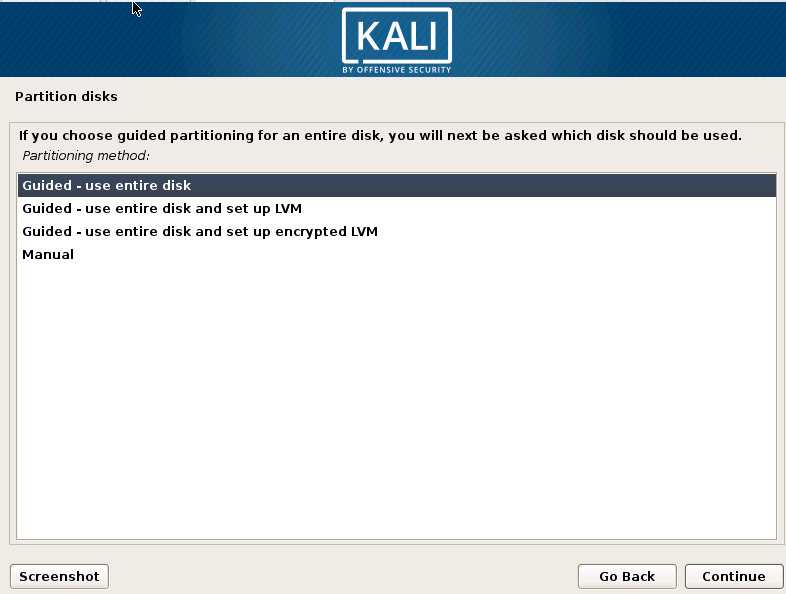 KALI
BY OFFENSIVE SECURITY
Partition disks
If you choose guided partitioning for an entire disk, you will next be asked which disk should be used.
Partitioning method:
Guided - use entire disk
Guided - use entire disk and set up LVM
Guided - use entire disk and set up encrypted LVM
Manual
Screenshot
Go Back
Continue